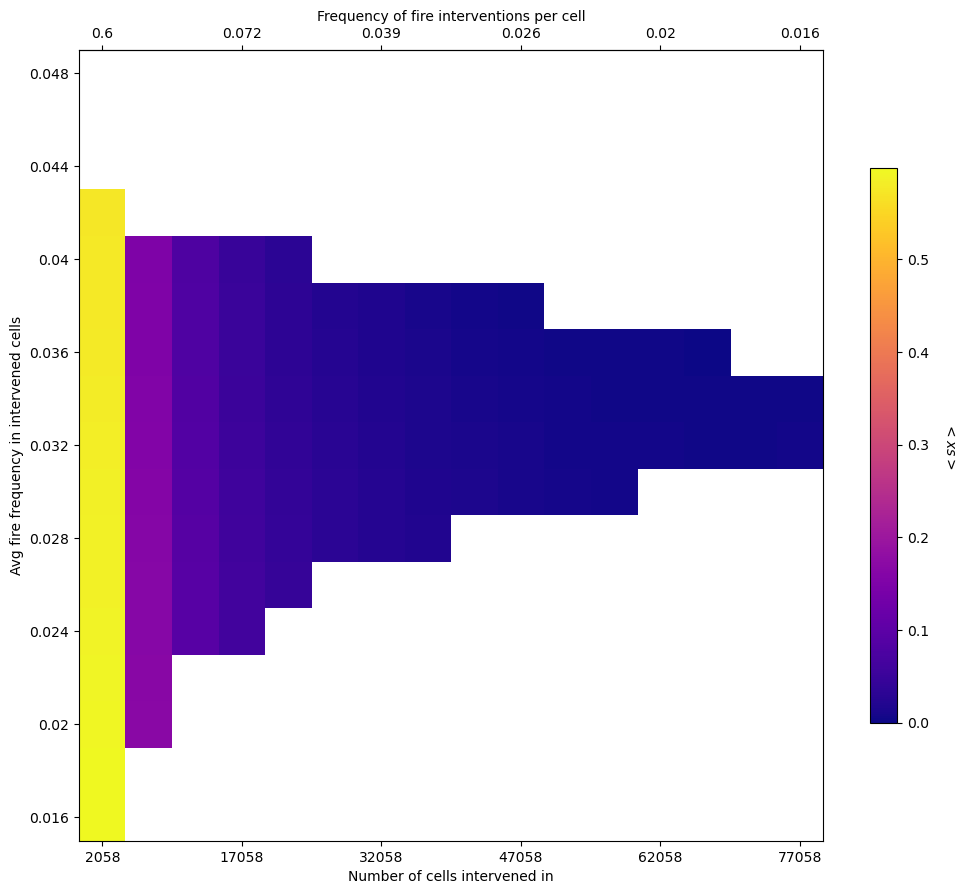 Frequency of fire interventions per cell
0.6 0.072 0.039 0.026 0.02 0.016
0.048
0.044
0.04
0.036
0.032
0.028
0.024
0.02
0.016
Avg fire frequency in intervened cells
2058 17058 32058 47058 62058 77058
Number of cells intervened in
0.5
0.4
0.3
0.2
0.1
0.0
< sx >